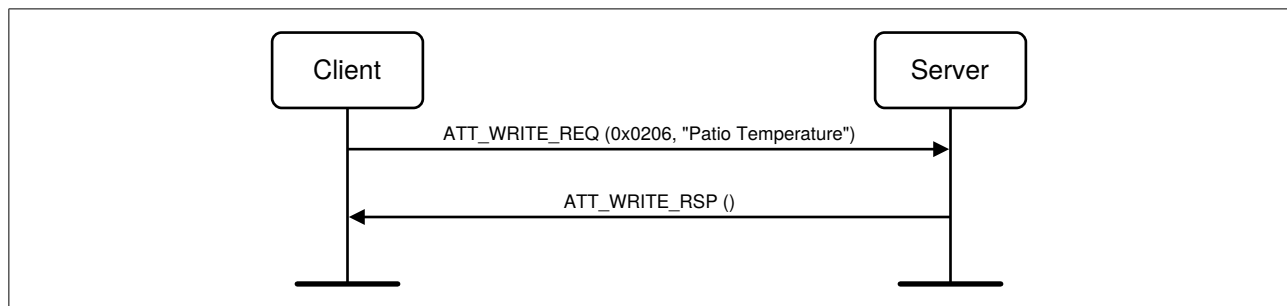 Client
Server
ATT_WRITE_REQ (0x0206, "Patio Temperature")
ATT_WRITE_RSP ()